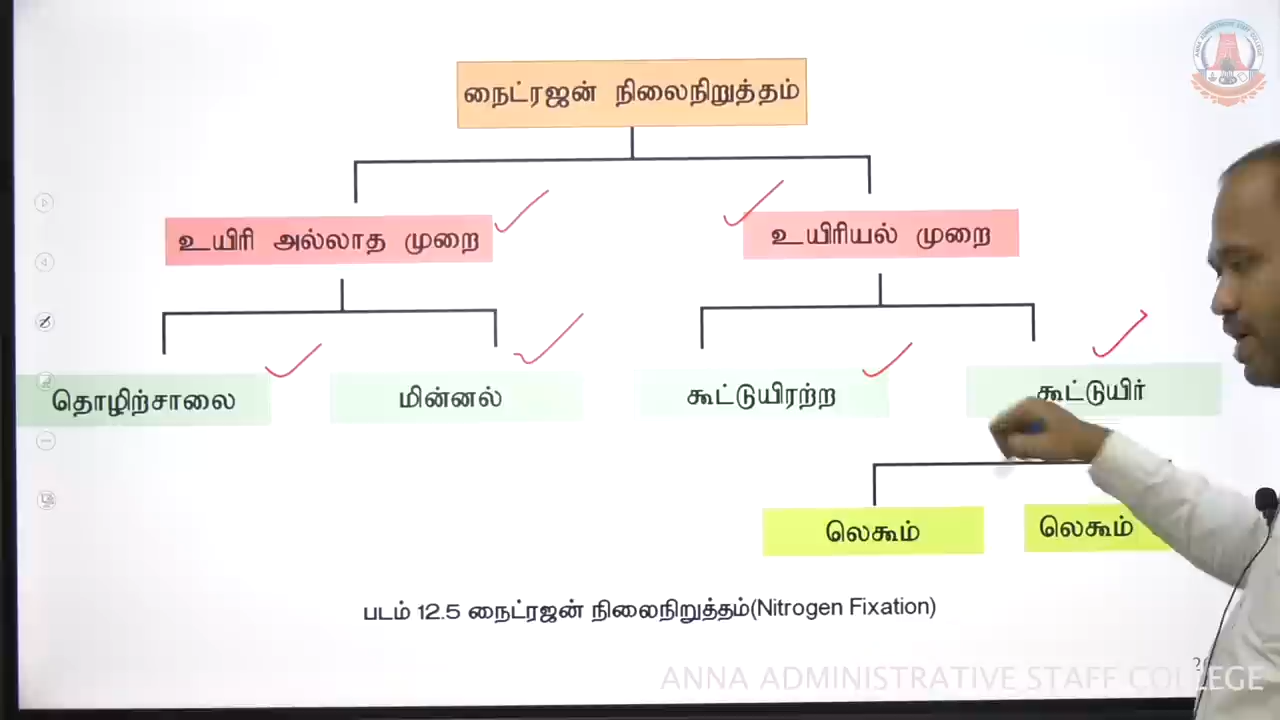 நைட்ரஜன் நிலைநிறுத்தம்
உயிரி அல்லாத முறை
உயிரியல் முறை
தொழிற்சாலை
மின்னல்
கூட்டுயிரற்ற
கூட்டுயிர்
லெகூம்
லெகூம்
படம் 12.5 நைட்ரஜன் நிலைநிறுத்தம்(Nitrogen Fixation)
ANNA ADMINISTRATIVE STAFF COLLEGE